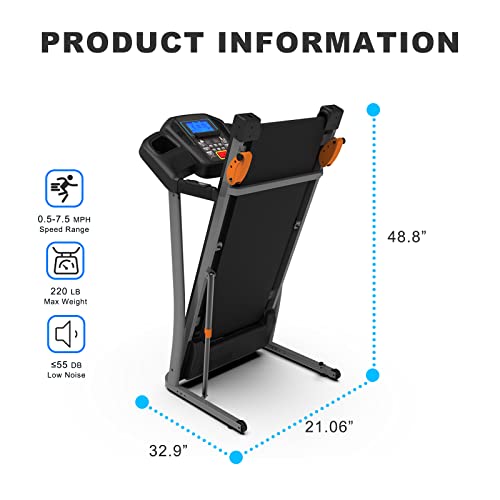 PRODUCT INFORMATION
0.5-7.5 MPH
Speed Range
220 LB
Max Weight
≤55 DB
Low Noise
48.8”
21.06”
32.9”